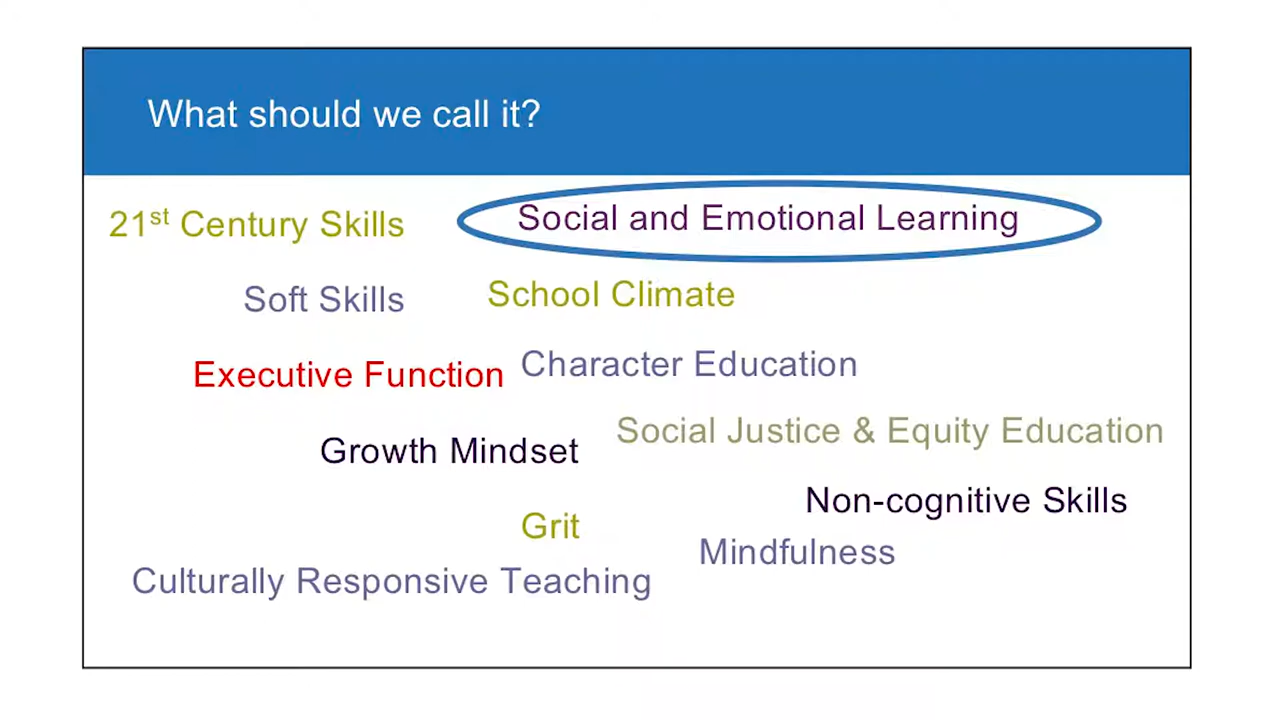 What should we call it?
21st Century Skills
Social and Emotional Learning
Soft Skills
School Climate
Executive Function
Character Education
Growth Mindset
Social Justice & Equity Education
Non-cognitive Skills
Grit
Mindfulness
Culturally Responsive Teaching